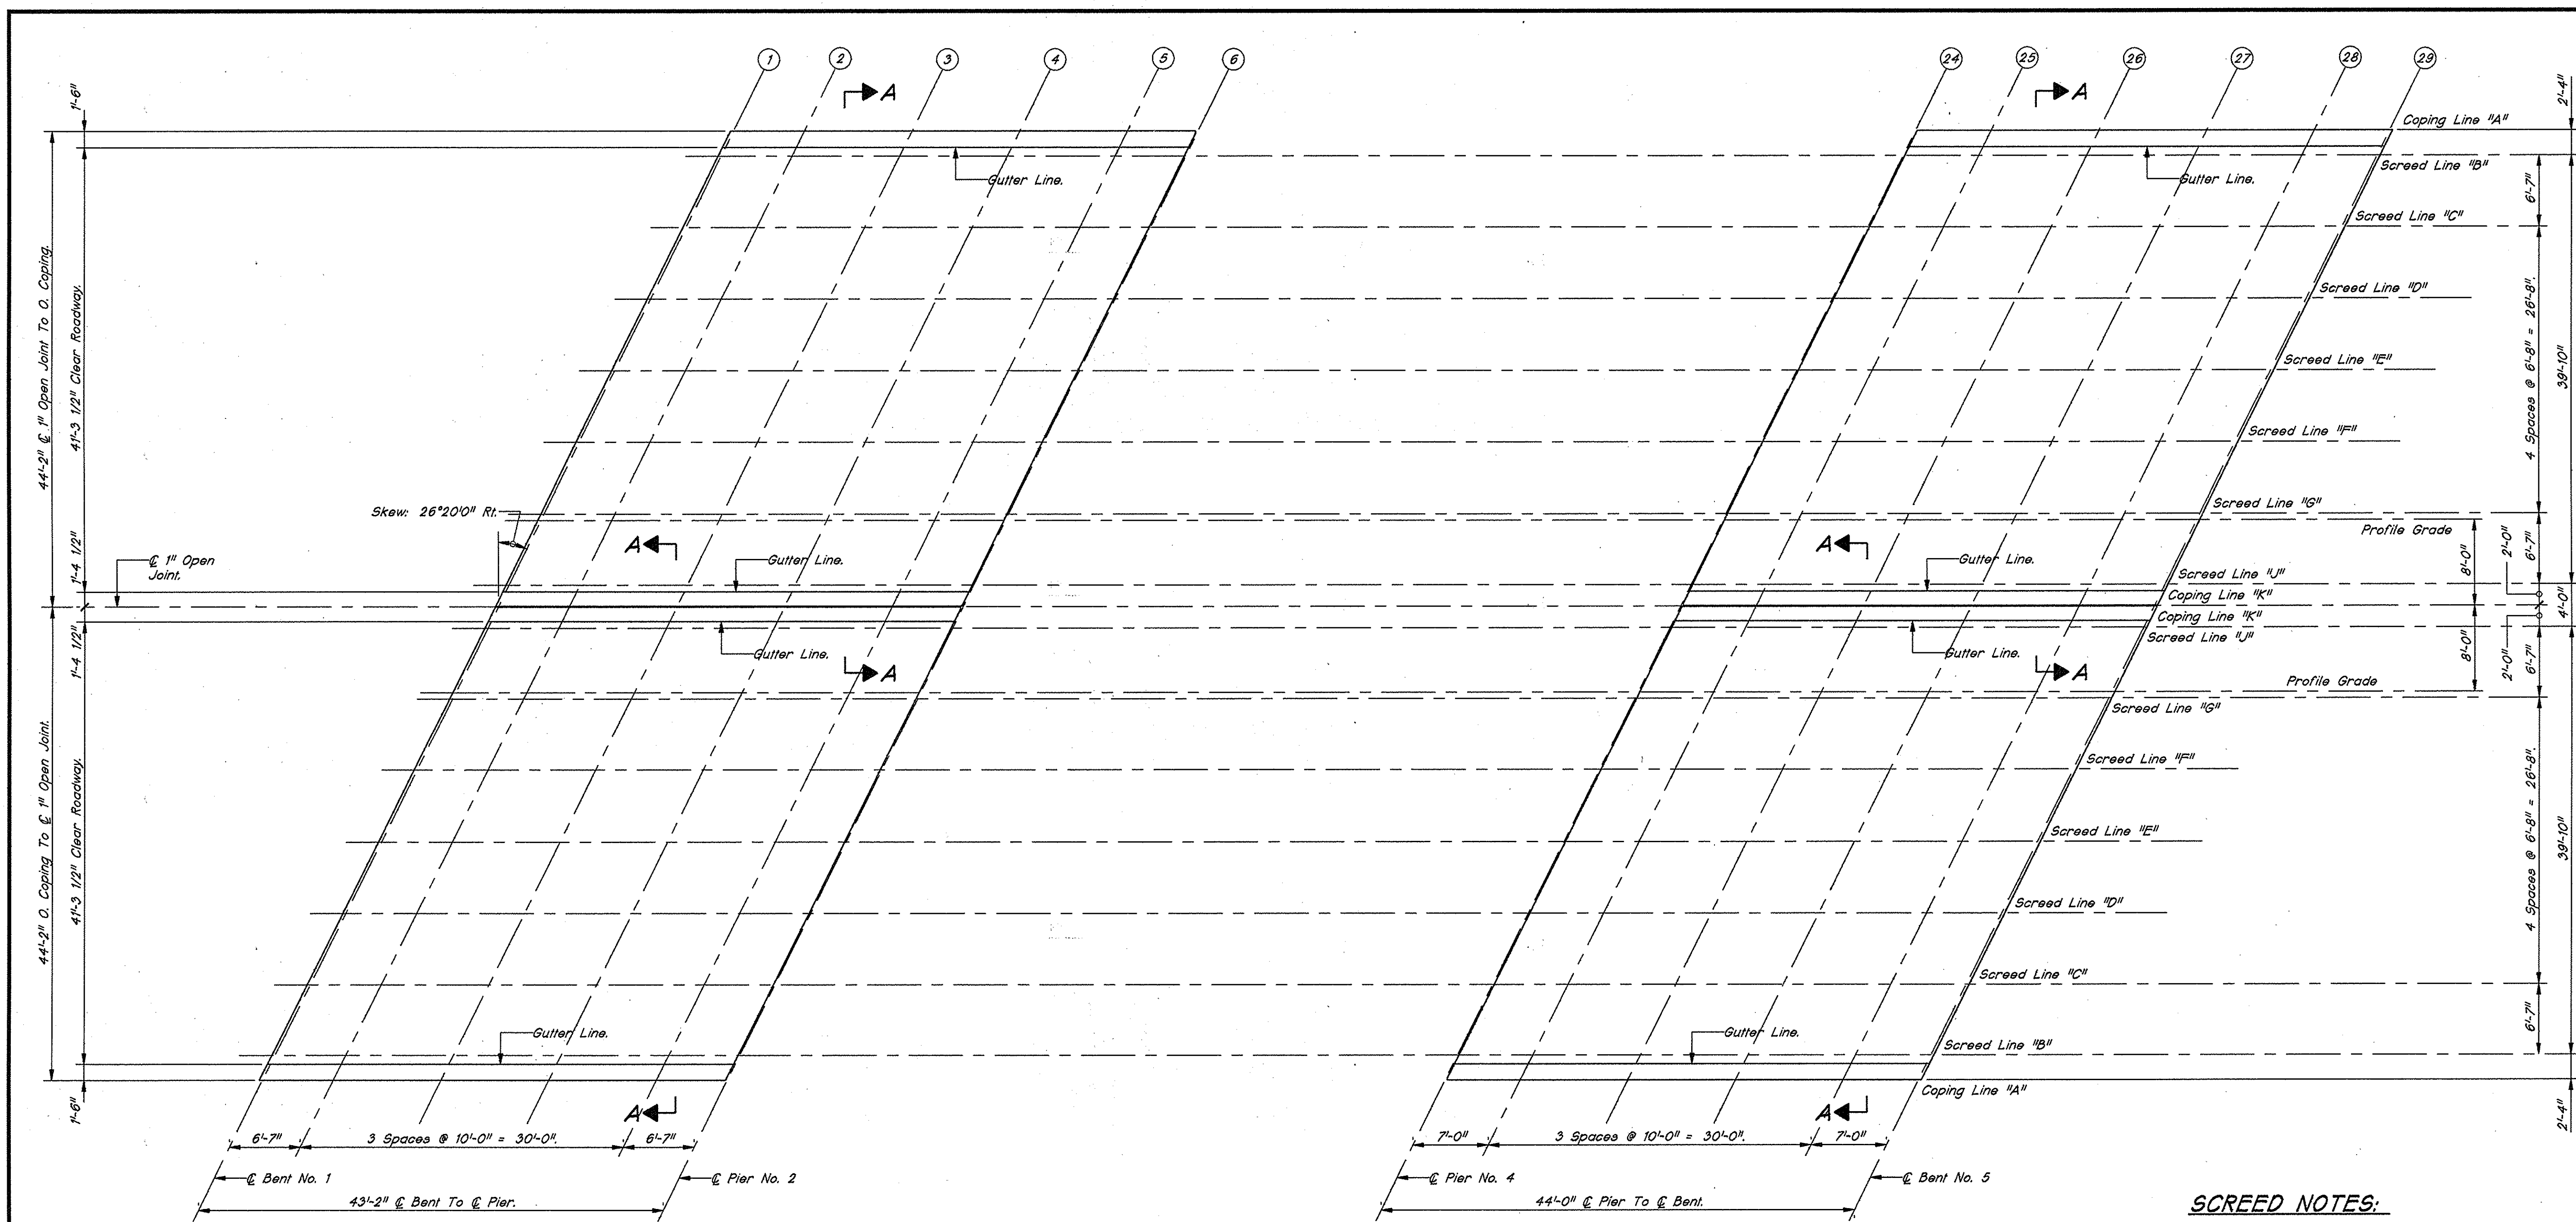 1 2 3 4 5 6
24 25 26 27 28 29
A A
1'-6"
44'-2" ℄ 1" Open Joint To O. Coping.
41'-3 1/2" Clear Roadway.
Gutter Line.
Gutter Line.
Coping Line "A"
Screed Line "B"
Screed Line "C"
Screed Line "D"
Screed Line "E"
Screed Line "F"
Screed Line "G"
Profile Grade
Screed Line "J"
Coping Line "K"
Coping Line "K"
Screed Line "J"
Profile Grade
Screed Line "G"
Screed Line "F"
Screed Line "E"
Screed Line "D"
Screed Line "C"
Screed Line "B"
Coping Line "A"
2'-4"
6'-7"
4 Spaces @ 6'-8" = 26'-8".
39'-10"
6'-7"
2'-0"
8'-0"
4'-0"
8'-0"
2'-0"
6'-7"
4 Spaces @ 6'-8" = 26'-8".
39'-10"
6'-7"
2'-4"
Skew: 26°20'0" Rt.
A A
℄ 1" Open
Joint.
1'-4 1/2"
1'-4 1/2"
Gutter Line.
Gutter Line.
Gutter Line.
Gutter Line.
A A
44'-2" O. Coping To ℄ 1" Open Joint.
41'-3 1/2" Clear Roadway.
1'-6"
Gutter Line.
Gutter Line.
A A
6'-7" 3 Spaces @ 10'-0" = 30'-0". 6'-7"
7'-0" 3 Spaces @ 10'-0" = 30'-0". 7'-0"
℄ Bent No. 1 ℄ Pier No. 2
℄ Pier No. 4 ℄ Bent No. 5
43'-2" ℄ Bent To ℄ Pier.
44'-0" ℄ Pier To ℄ Bent.
SCREED NOTES: